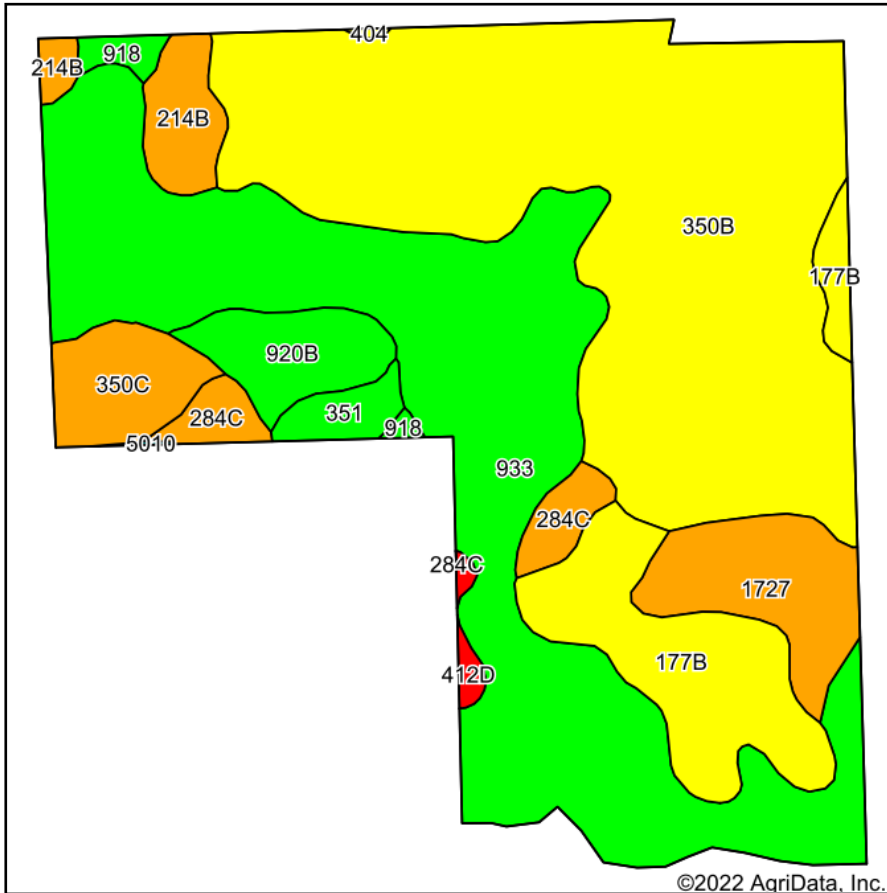 404
918
214B
214B
350B
177B
920B
350C
351
284C
918
5010
933
284C
284C
1727
177B
412D
©2022 AgriData, Inc.